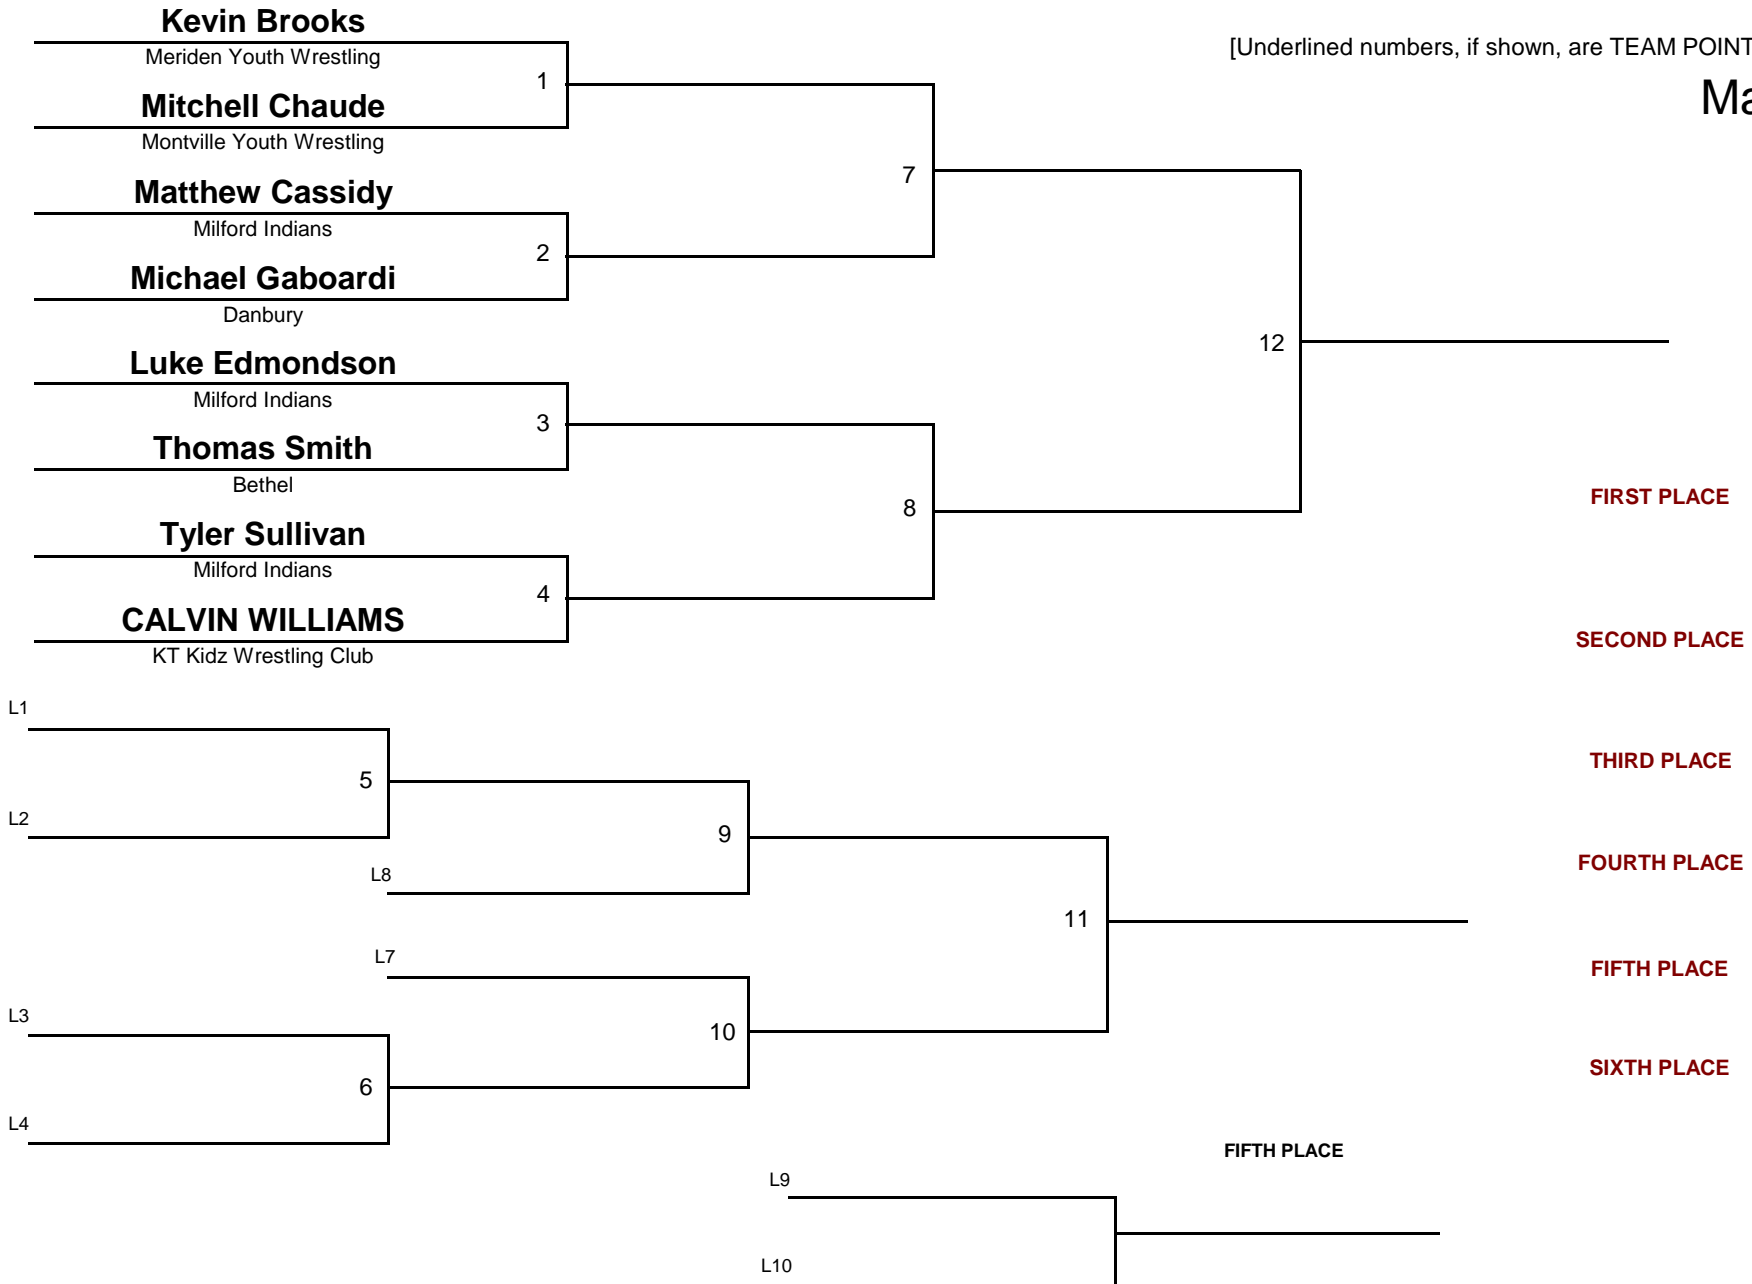 Kevin Brooks
Meriden Youth Wrestling
[Underlined numbers, if shown, are TEAM POINT
Ma
1
Mitchell Chaude
Montville Youth Wrestling
7
Matthew Cassidy
Milford Indians
2
Michael Gaboardi
Danbury
12
Luke Edmondson
Milford Indians
3
Thomas Smith
Bethel
8
FIRST PLACE
Tyler Sullivan
Milford Indians
4
CALVIN WILLIAMS
KT Kidz Wrestling Club
SECOND PLACE
L1
5
THIRD PLACE
L2
9
L8
FOURTH PLACE
11
L7
FIFTH PLACE
L3
10
6
SIXTH PLACE
L4
FIFTH PLACE
L9
L10